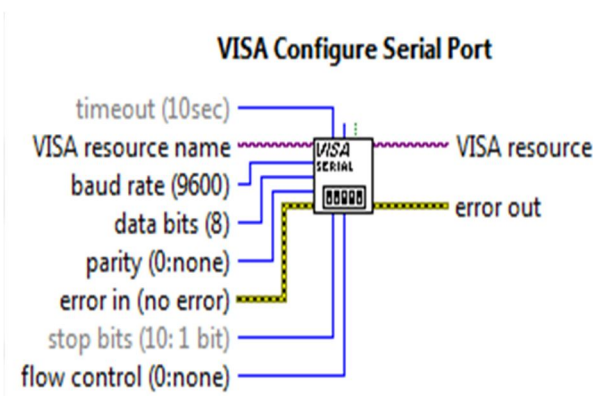 VISA Configure Serial Port
timeout (10sec)
VISA resource name
VISA
SERIAL
VISA resource
baud rate (9600)
data bits (8)
error out
parity (0:none)
error in (no error)
stop bits (10: 1 bit)
flow control (0:none)